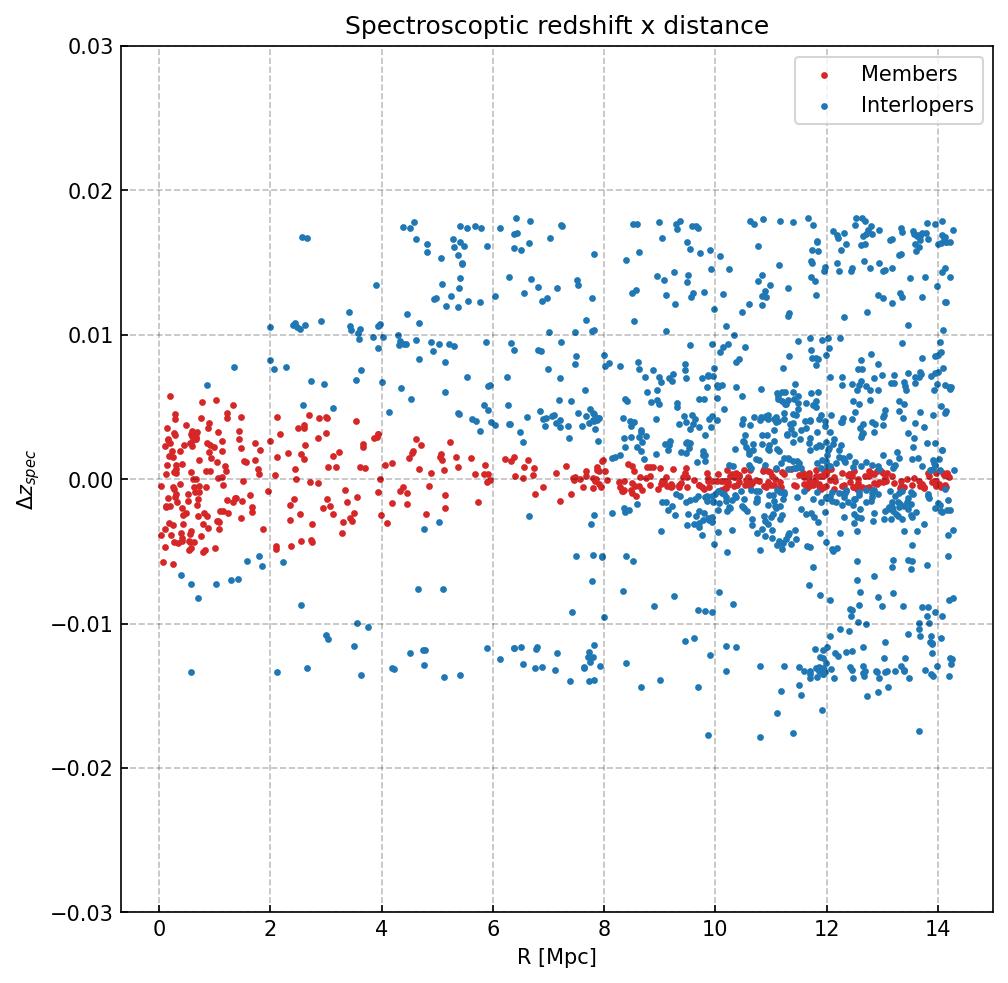 Spectroscoptic redshift x distance
0.03
0.02
0.01
0.00
−0.01
−0.02
−0.03
Δz_spec
Members
Interlopers
0 2 4 6 8 10 12 14
R [Mpc]